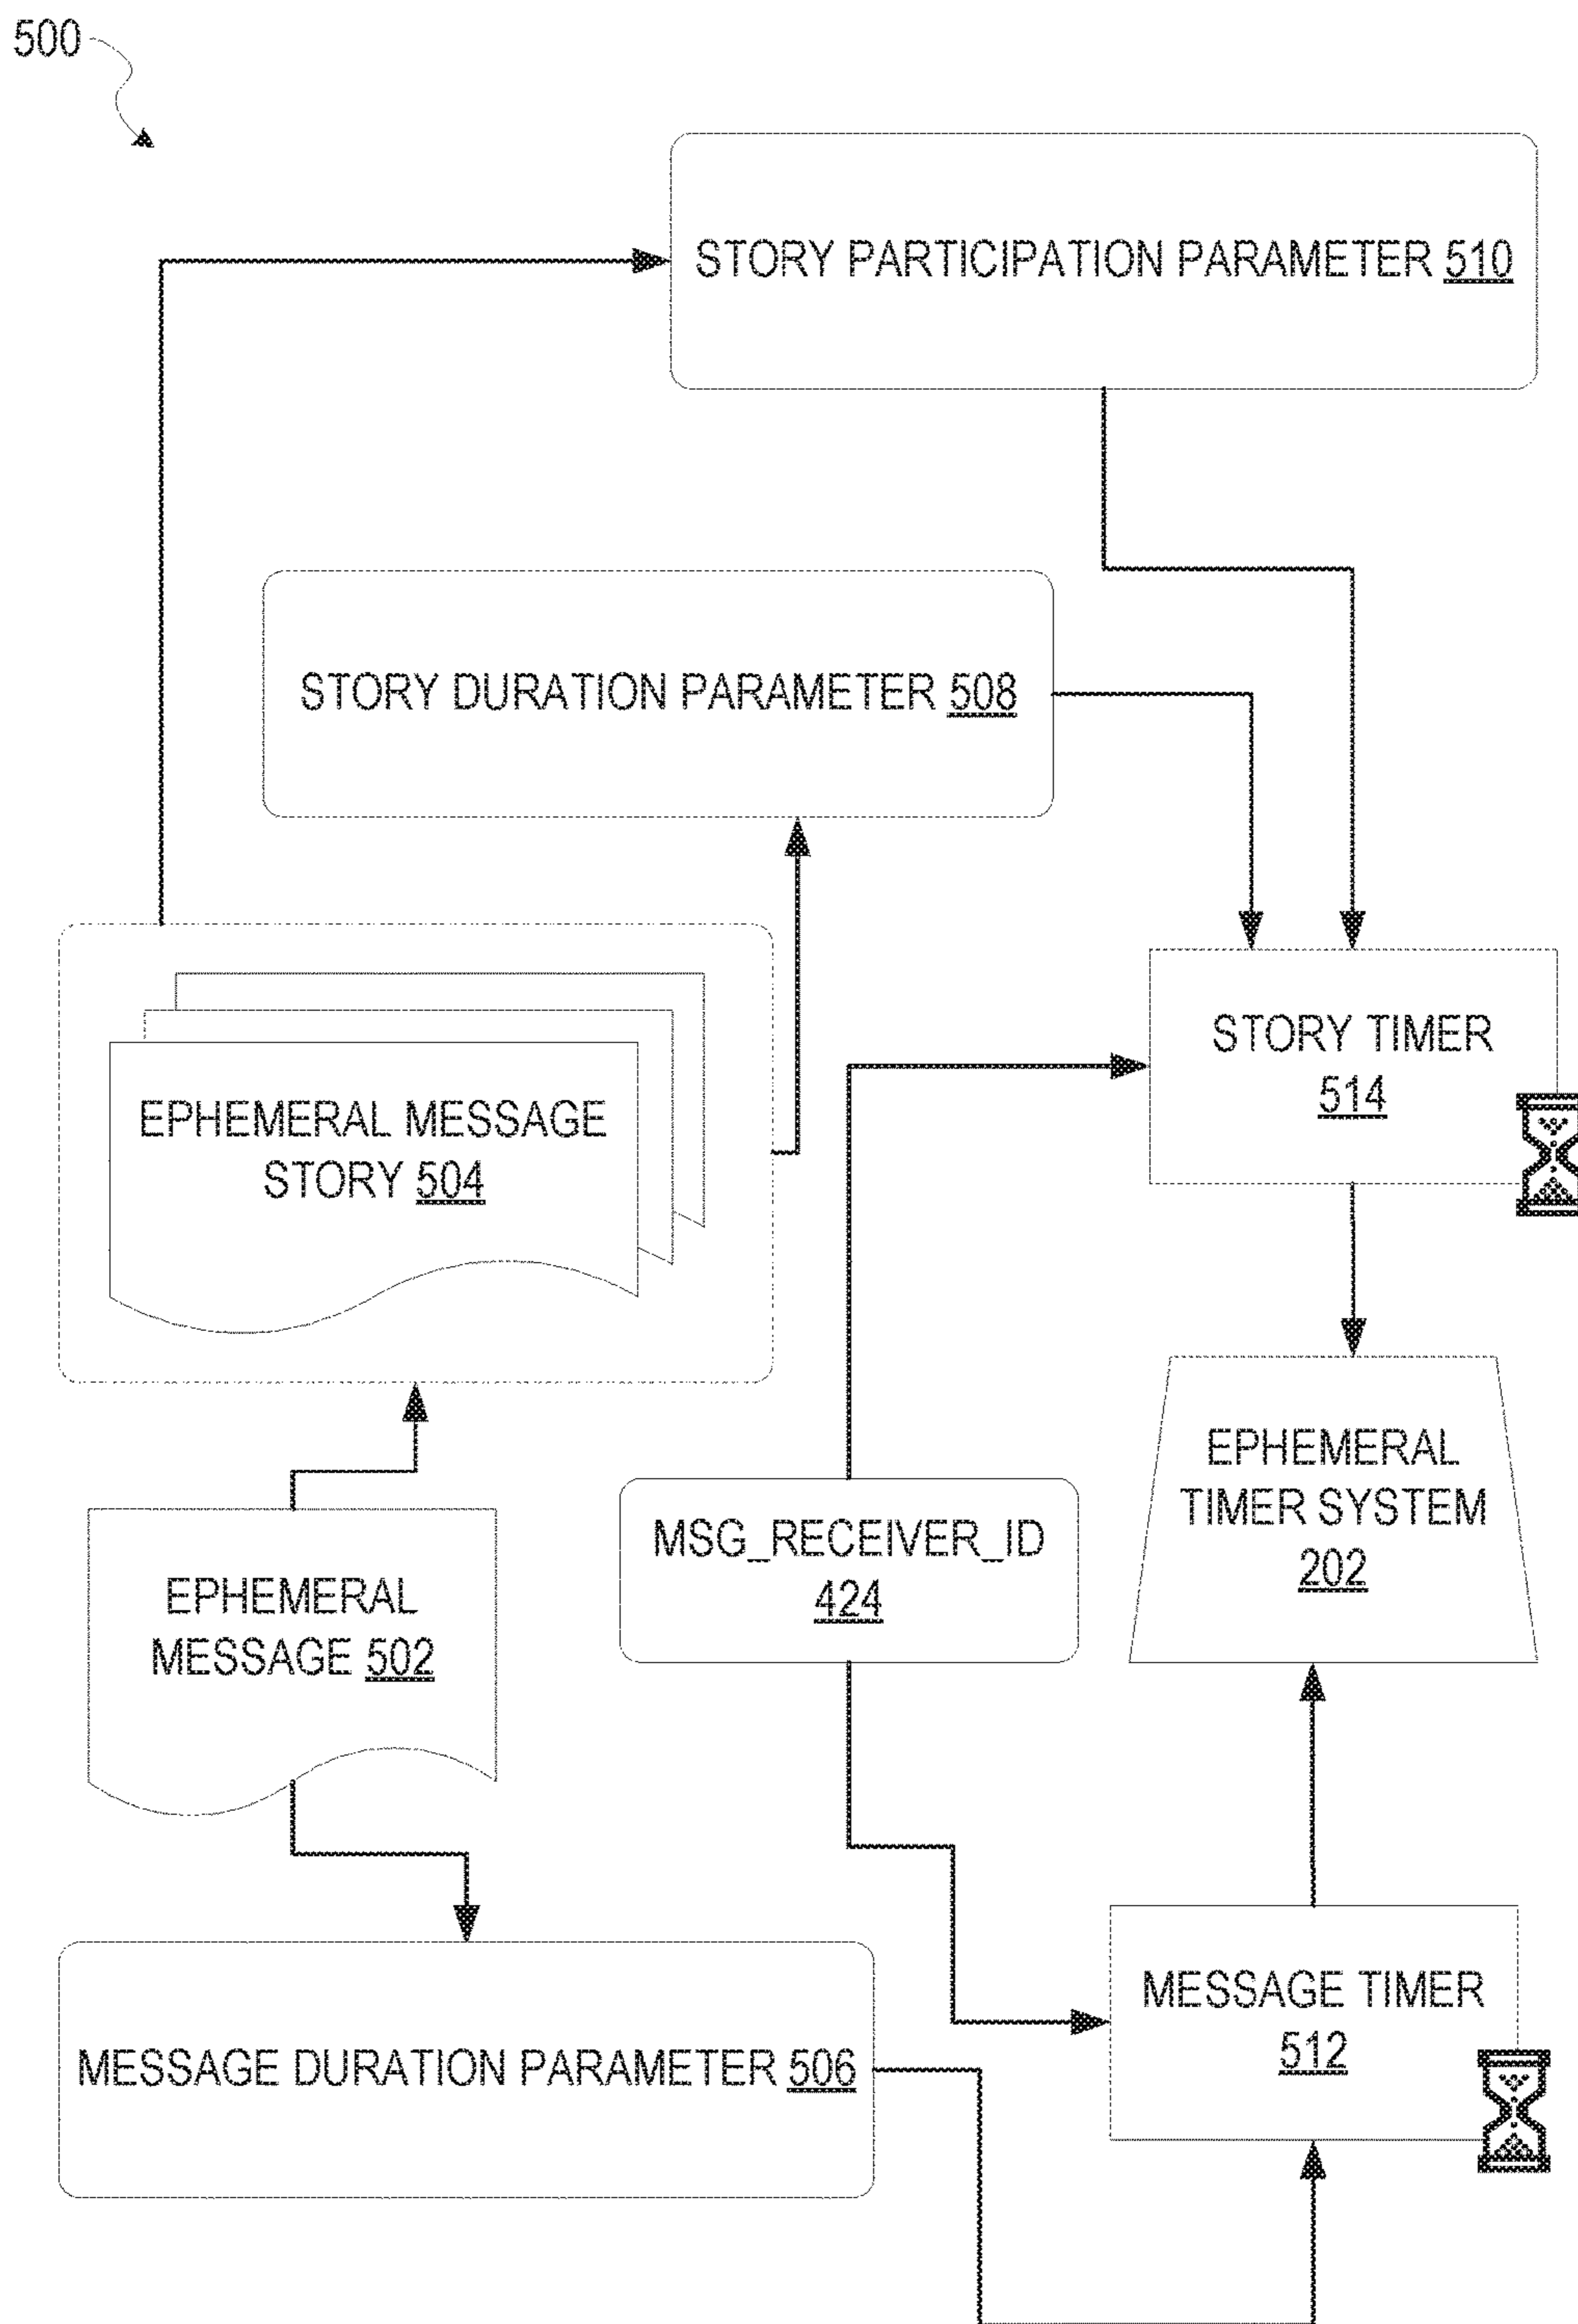 500
STORY PARTICIPATION PARAMETER 510
STORY DURATION PARAMETER 508
EPHEMERAL MESSAGE
STORY 504
STORY TIMER
514
EPHEMERAL
TIMER SYSTEM
202
MSG_RECEIVER_ID
424
EPHEMERAL
MESSAGE 502
MESSAGE TIMER
512
MESSAGE DURATION PARAMETER 506